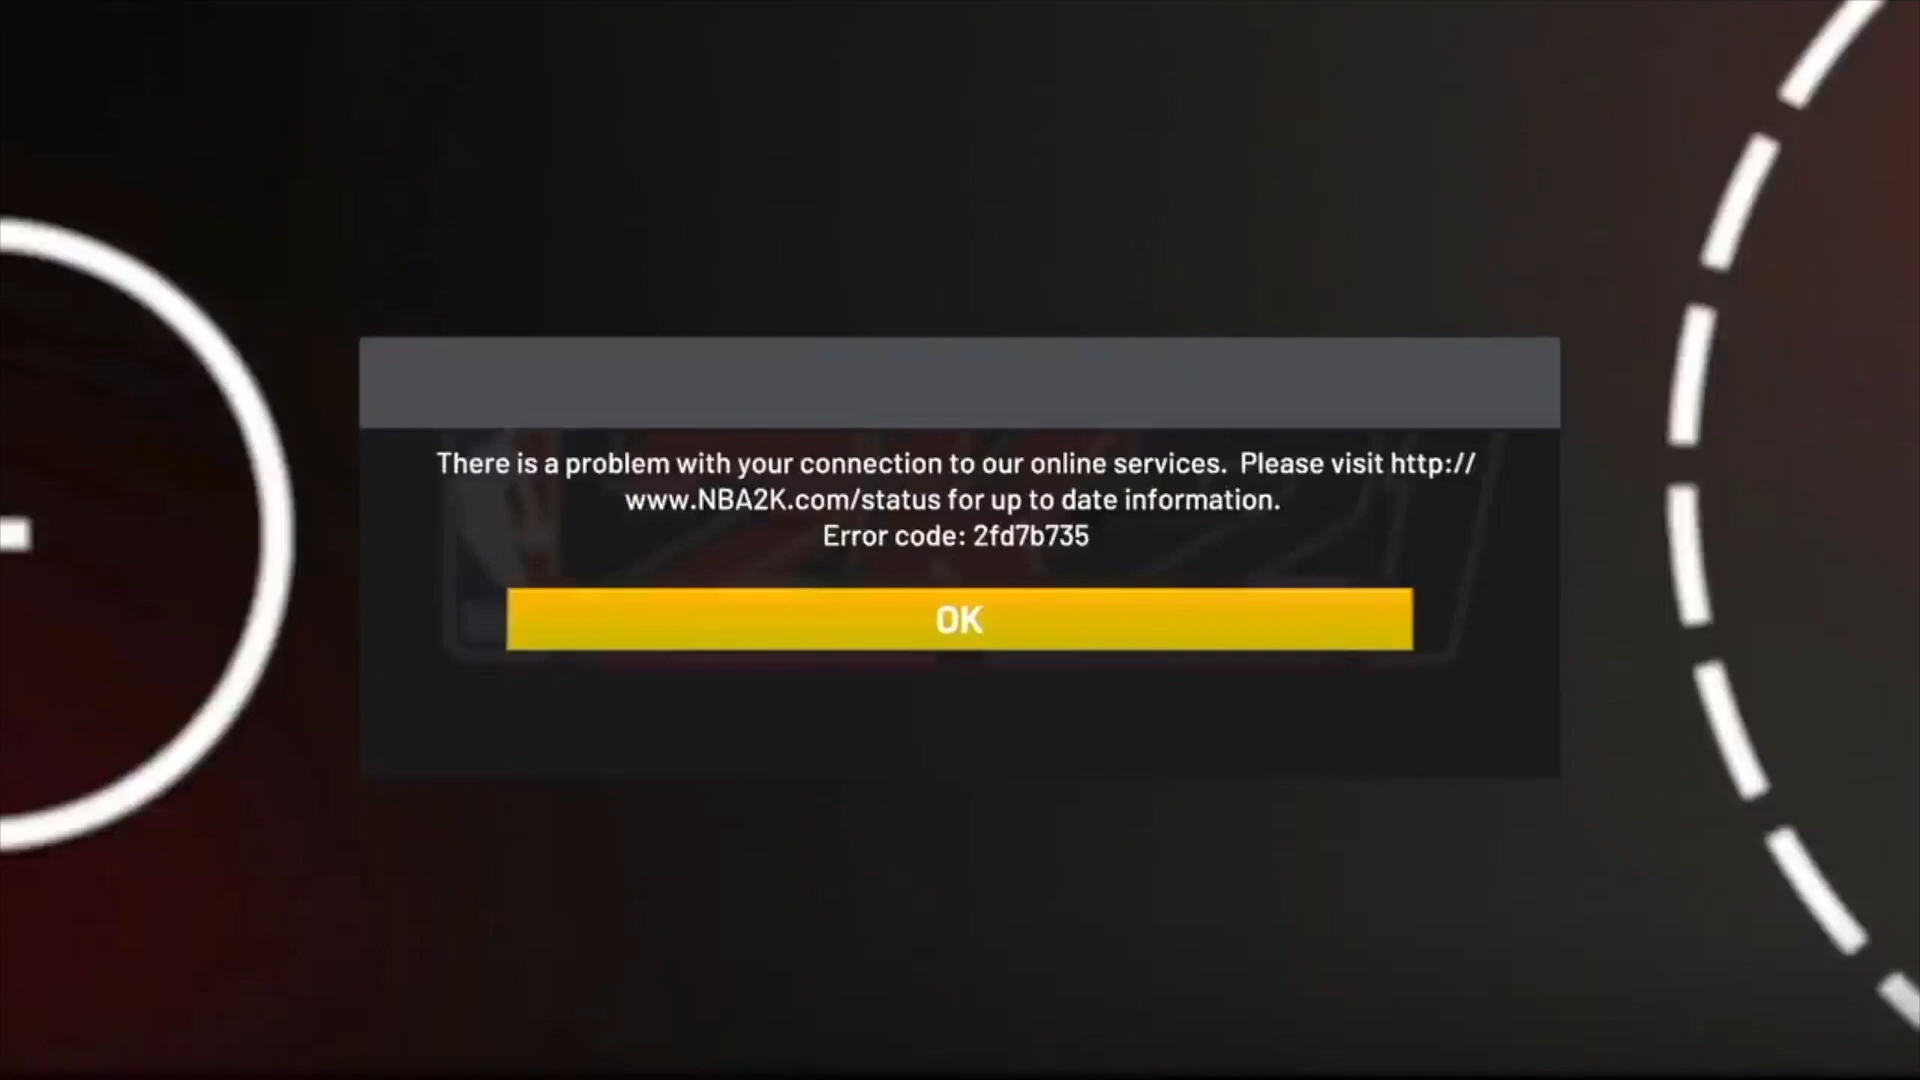 There is a problem with your connection to our online services.  Please visit http://
www.NBA2K.com/status for up to date information.
Error code: 2fd7b735
OK